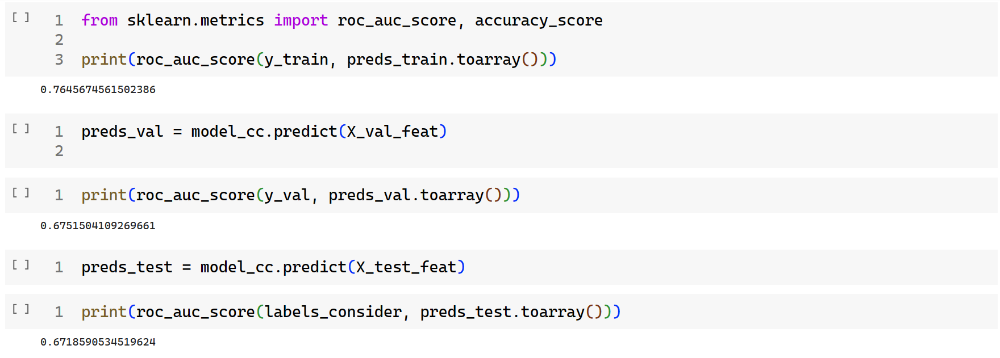 [ ] 1 from sklearn.metrics import roc_auc_score, accuracy_score
2
3 print(roc_auc_score(y_train, preds_train.toarray()))
0.7645674561502386
[ ] 1 preds_val = model_cc.predict(X_val_feat)
2
[ ] 1 print(roc_auc_score(y_val, preds_val.toarray()))
0.6751504109269661
[ ] 1 preds_test = model_cc.predict(X_test_feat)
[ ] 1 print(roc_auc_score(labels_consider, preds_test.toarray()))
0.6718590534519624